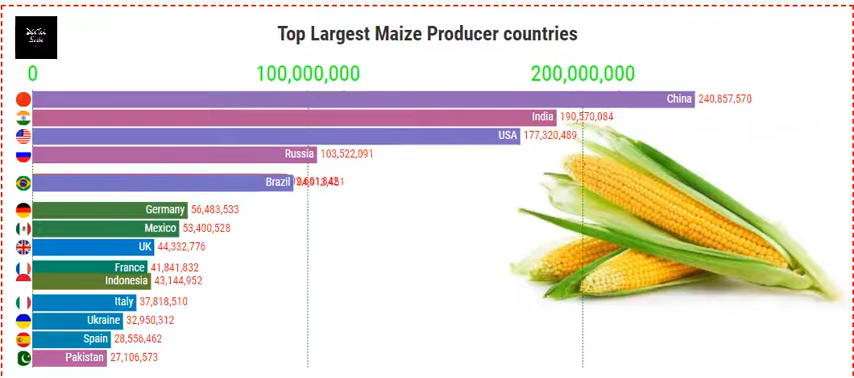 Top Largest Maize Producer countries
0 100,000,000 200,000,000
China 240,857,570
India 190,570,084
USA 177,320,489
Russia 103,522,091
Brazil
Germany 56,483,533
Mexico 53,400,528
UK 44,332,776
France 41,841,832
Indonesia 43,144,952
Italy 37,818,510
Ukraine 32,950,312
Spain 28,556,462
Pakistan 27,106,573